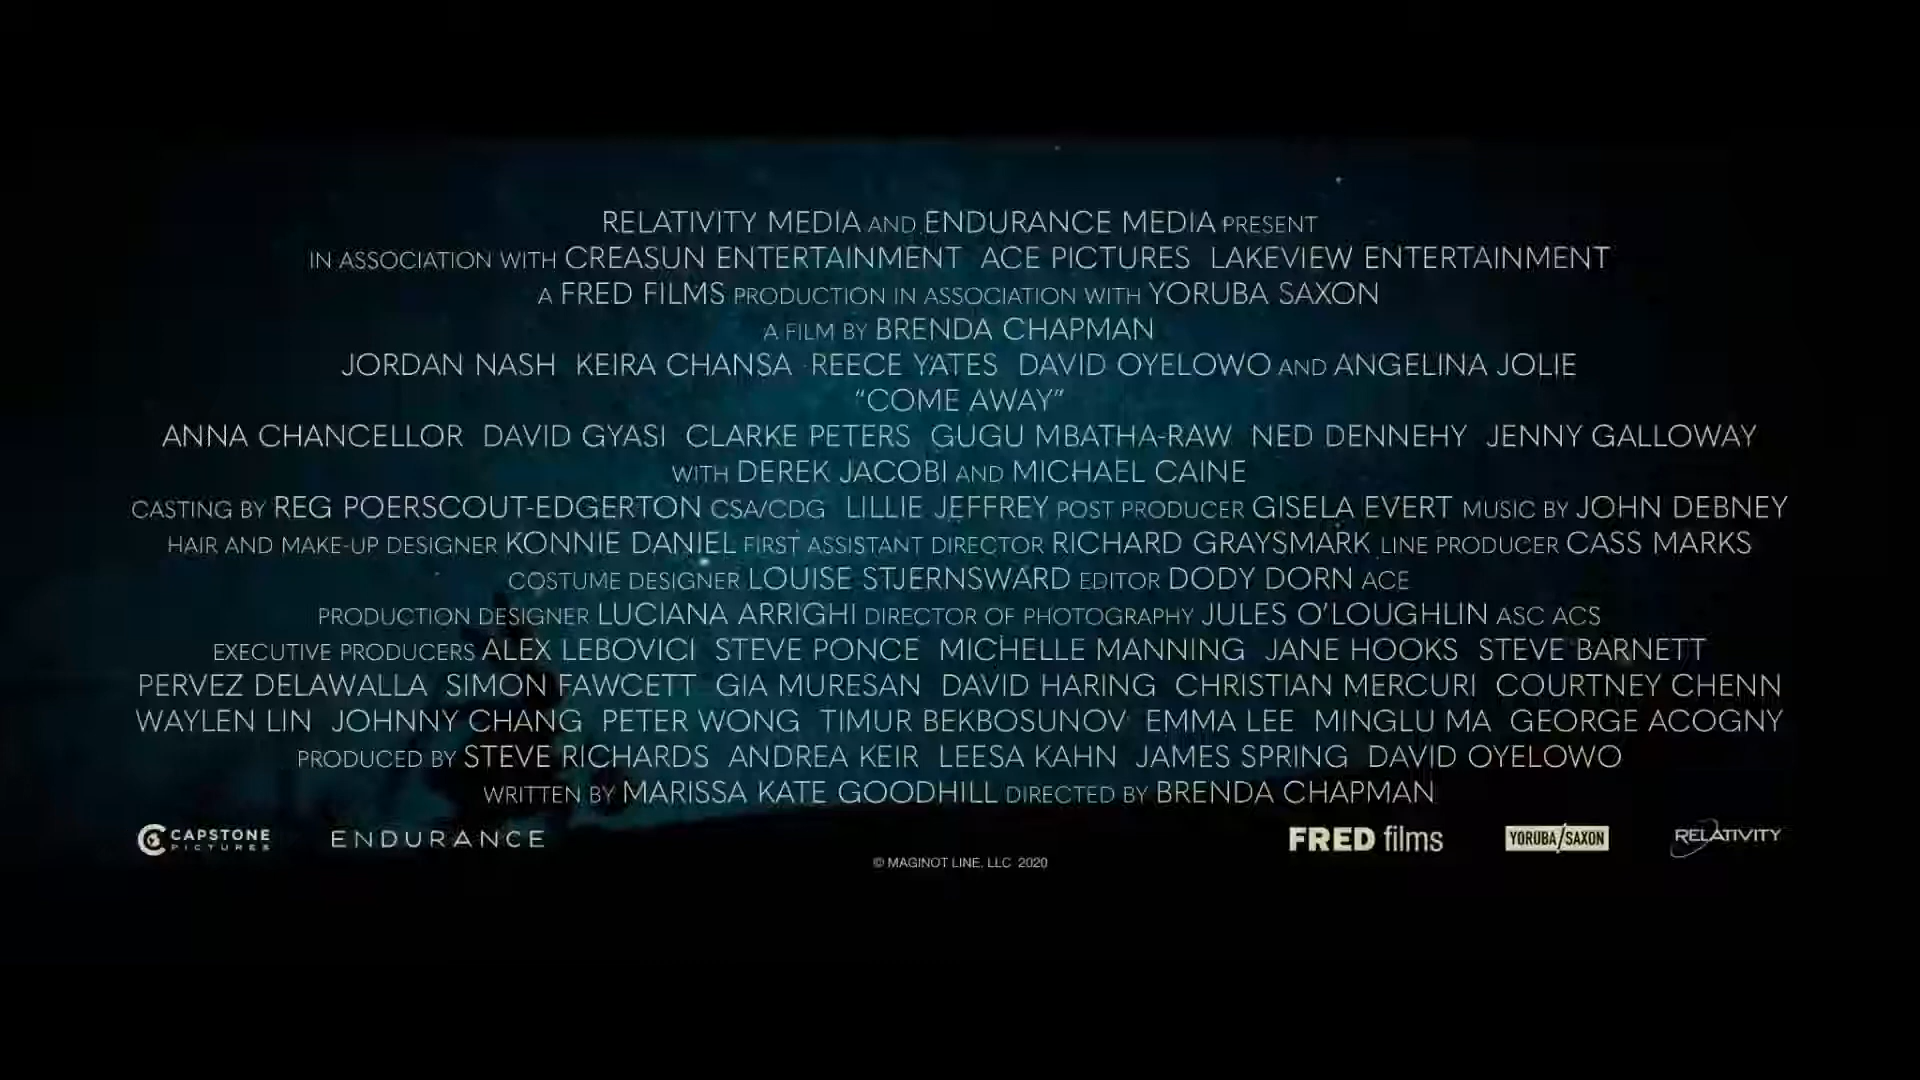 RELATIVITY MEDIA AND ENDURANCE MEDIA PRESENT
IN ASSOCIATION WITH CREASUN ENTERTAINMENT ACE PICTURES LAKEVIEW ENTERTAINMENT
A FRED FILMS PRODUCTION IN ASSOCIATION WITH YORUBA SAXON
A FILM BY BRENDA CHAPMAN
JORDAN NASH KEIRA CHANSA REECE YATES DAVID OYELOWO AND ANGELINA JOLIE
“COME AWAY”
ANNA CHANCELLOR DAVID GYASI CLARKE PETERS GUGU MBATHA-RAW NED DENNEHY JENNY GALLOWAY
WITH DEREK JACOBI AND MICHAEL CAINE
CASTING BY REG POERSCOUT-EDGERTON CSA/CDG LILLIE JEFFREY POST PRODUCER GISELA EVERT MUSIC BY JOHN DEBNEY
HAIR AND MAKE-UP DESIGNER KONNIE DANIEL FIRST ASSISTANT DIRECTOR RICHARD GRAYSMARK LINE PRODUCER CASS MARKS
COSTUME DESIGNER LOUISE STJERNSWARD EDITOR DODY DORN ACE
PRODUCTION DESIGNER LUCIANA ARRIGHI DIRECTOR OF PHOTOGRAPHY JULES O’LOUGHLIN ASC ACS
EXECUTIVE PRODUCERS ALEX LEBOVICI STEVE PONCE MICHELLE MANNING JANE HOOKS STEVE BARNETT
PERVEZ DELAWALLA SIMON FAWCETT GIA MURESAN DAVID HARING CHRISTIAN MERCURI COURTNEY CHENN
WAYLEN LIN JOHNNY CHANG PETER WONG TIMUR BEKBOSUNOV EMMA LEE MINGLU MA GEORGE ACOGNY
PRODUCED BY STEVE RICHARDS ANDREA KEIR LEESA KAHN JAMES SPRING DAVID OYELOWO
WRITTEN BY MARISSA KATE GOODHILL DIRECTED BY BRENDA CHAPMAN
CAPSTONE PICTURES ENDURANCE FRED films YORUBA/SAXON RELATIVITY
© MAGINOT LINE, LLC 2020